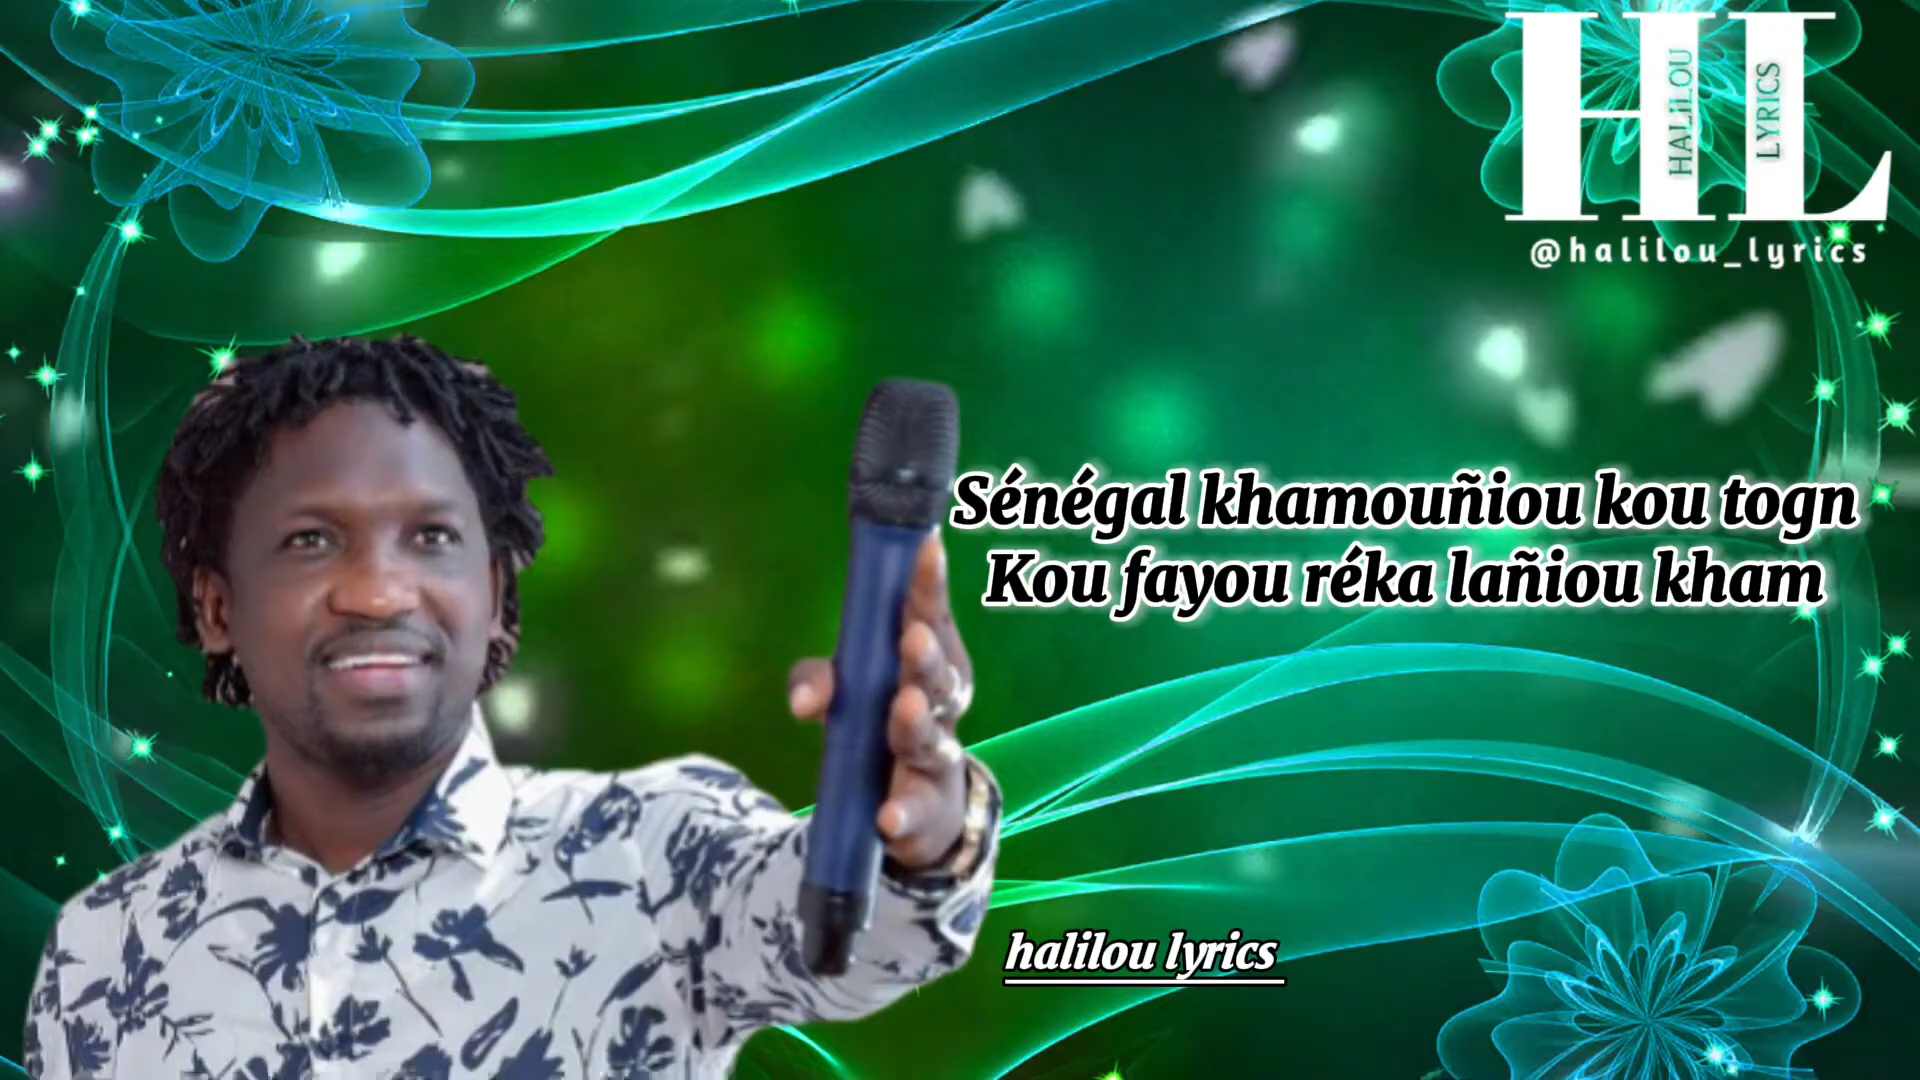 HL
HALiLOU
LYRICS
@halilou_lyrics
Sénégal khamouñiou kou togn
Kou fayou réka lañiou kham
halilou lyrics